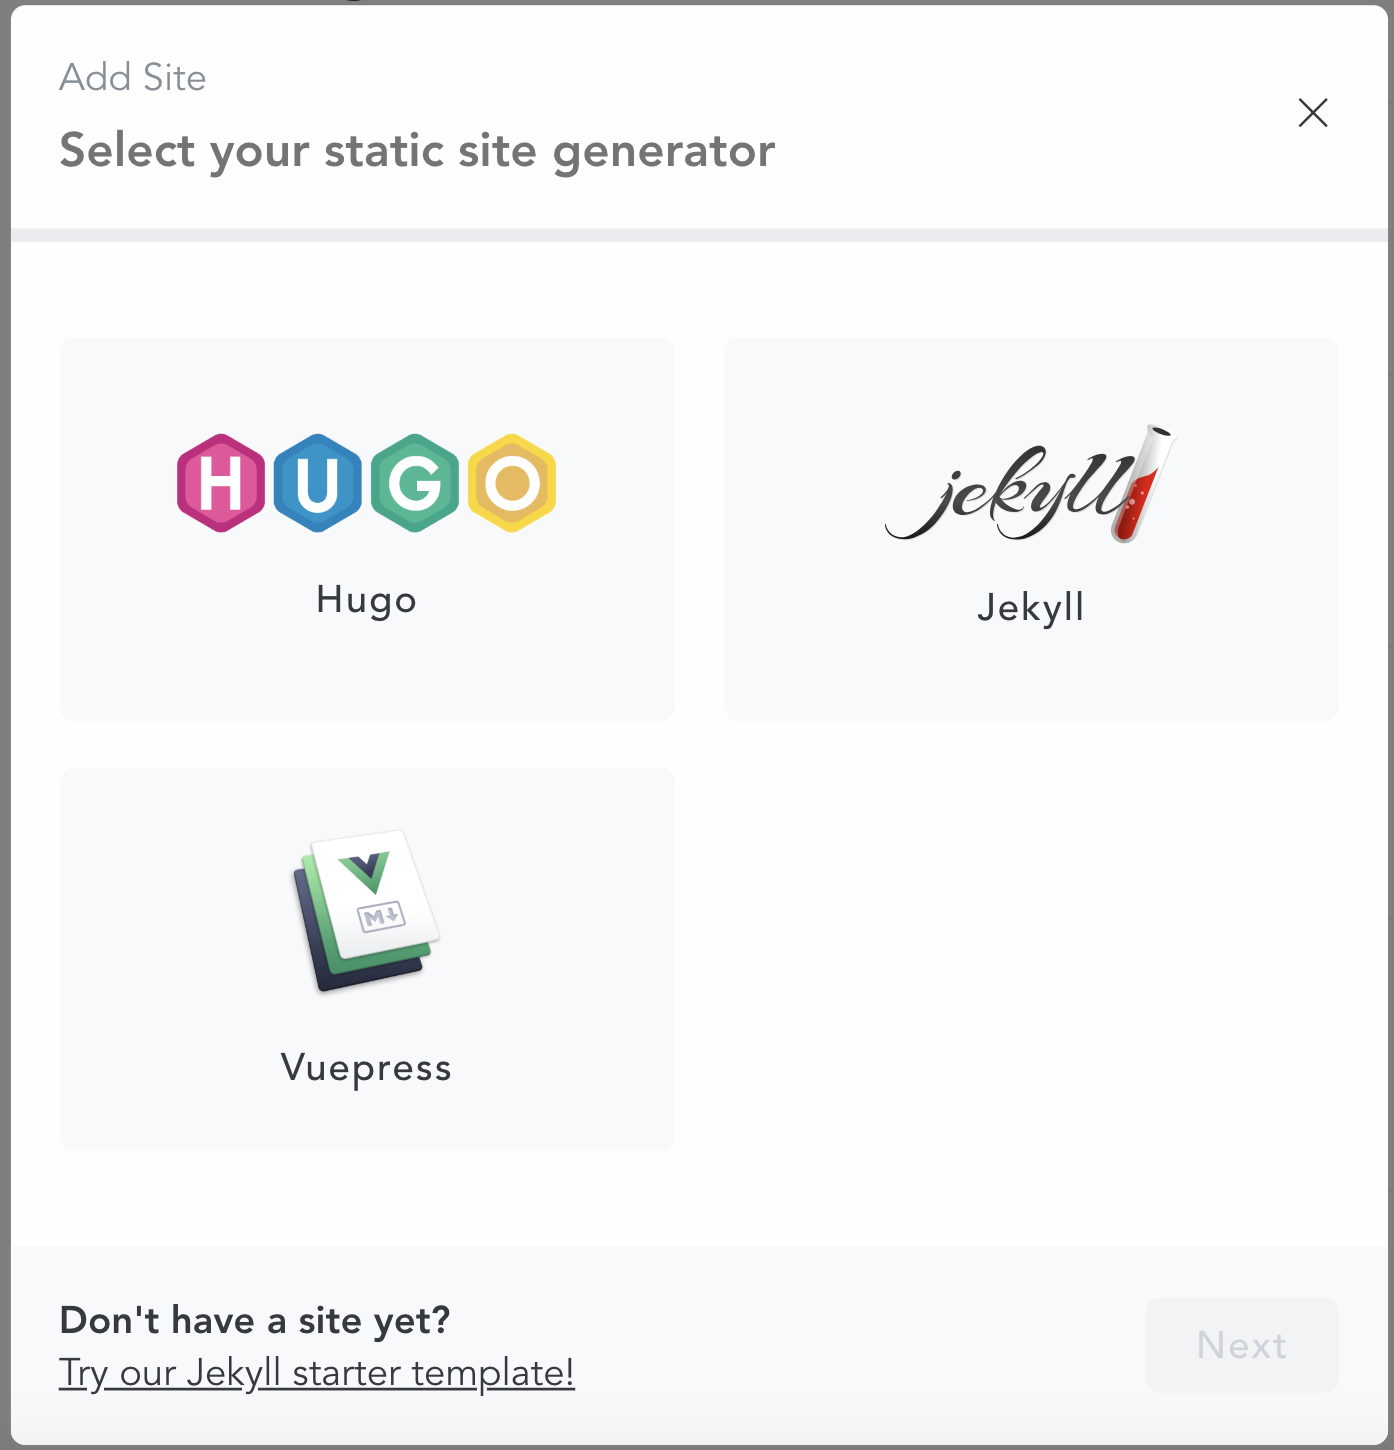 Add Site
Select your static site generator
HUGO
Hugo
jekyll
Jekyll
M
Vuepress
Don't have a site yet?
Try our Jekyll starter template!
Next